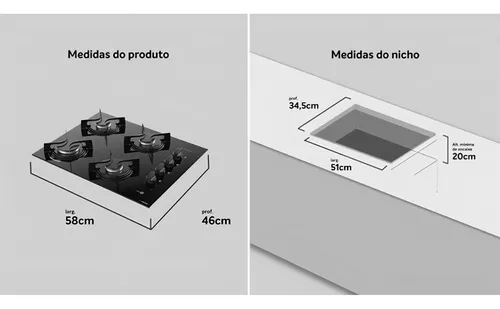 Medidas do produto
larg.
58cm
prof.
46cm
Medidas do nicho
prof.
34,5cm
larg.
51cm
Alt. mínima
de encaixe
20cm